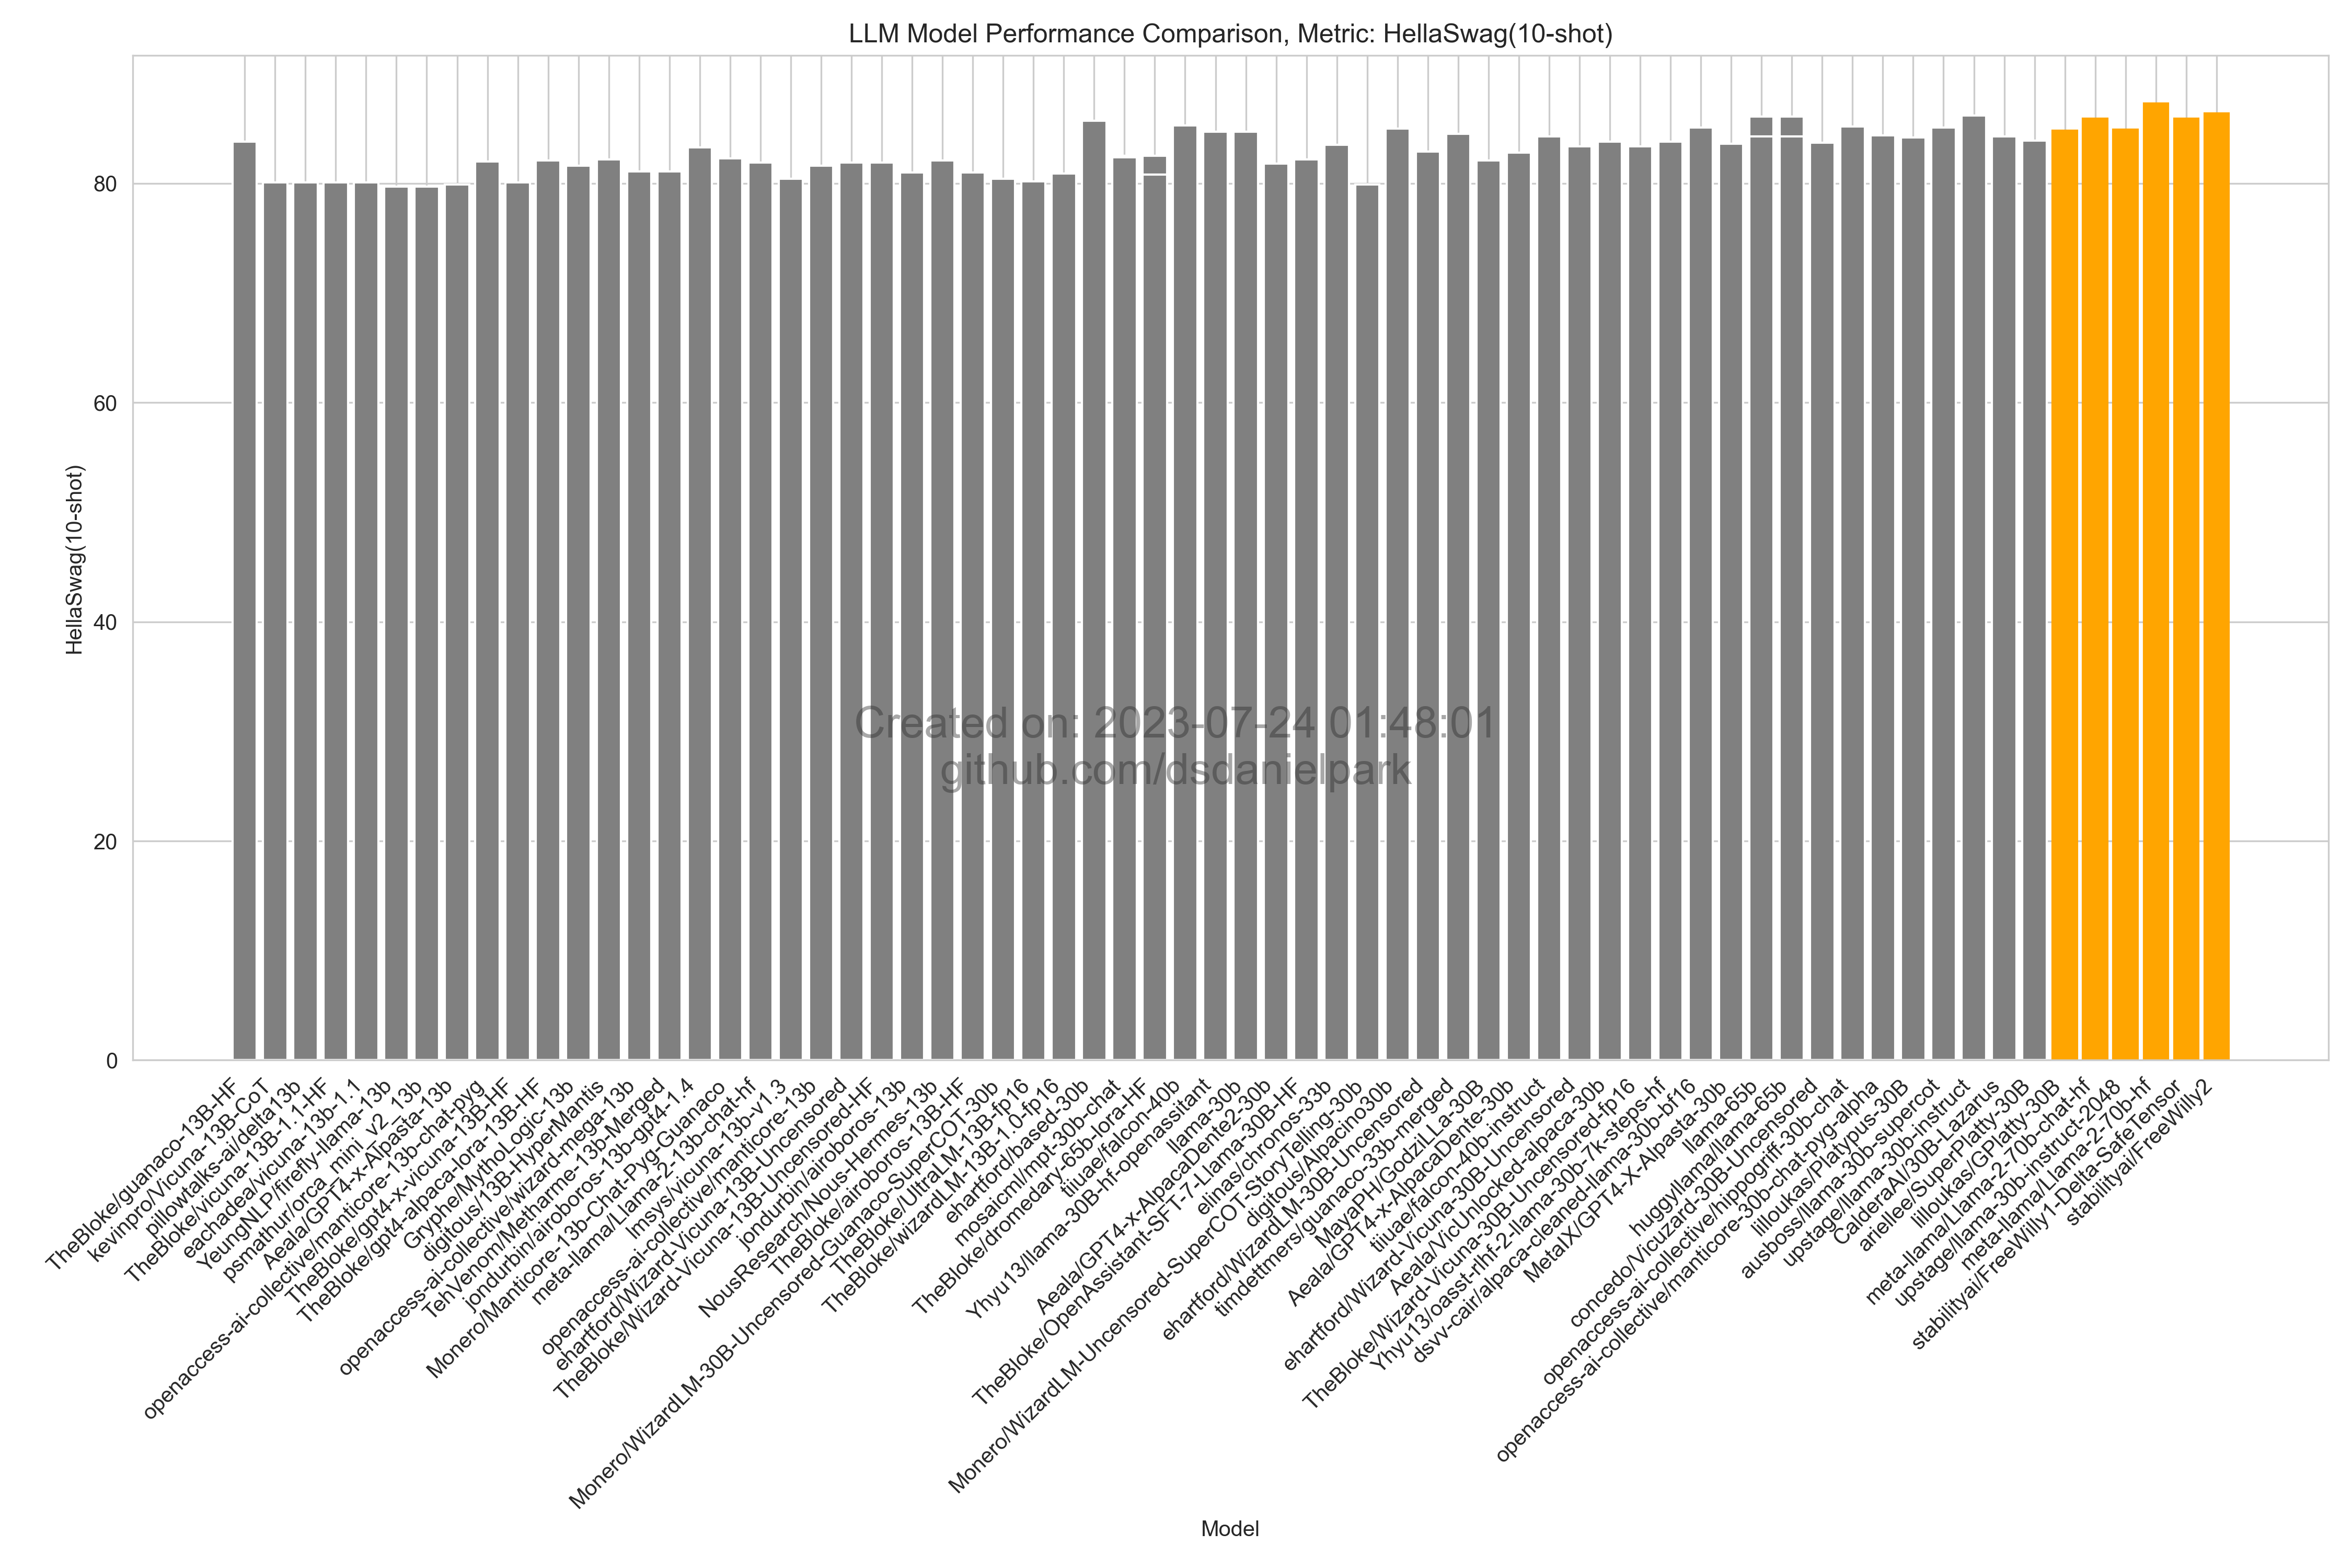 LLM Model Performance Comparison, Metric: HellaSwag(10-shot)
HellaSwag(10-shot)
80
60
40
20
0
Created on: 2023-07-24 01:48:01
github.com/dsdanielpark
TheBloke/guanaco-13B-HF
kevinpro/Vicuna-13B-CoT
pillowtalks-ai/delta13b
TheBloke/vicuna-13B-1.1-HF
eachadea/vicuna-13b-1.1
YeungNLP/firefly-llama-13b
psmathur/orca_mini_v2_13b
Aeala/GPT4-x-Alpasta-13b
openaccess-ai-collective/manticore-13b-chat-pyg
TheBloke/gpt4-x-vicuna-13B-HF
TheBloke/gpt4-alpaca-lora-13B-HF
Gryphe/MythoLogic-13b
digitous/13B-HyperMantis
openaccess-ai-collective/wizard-mega-13b
TehVenom/Metharme-13b-Merged
jondurbin/airoboros-13b-gpt4-1.4
Monero/Manticore-13b-Chat-Pyg-Guanaco
meta-llama/Llama-2-13b-chat-hf
lmsys/vicuna-13b-v1.3
openaccess-ai-collective/manticore-13b
ehartford/Wizard-Vicuna-13B-Uncensored
TheBloke/Wizard-Vicuna-13B-Uncensored-HF
jondurbin/airoboros-13b
NousResearch/Nous-Hermes-13b
TheBloke/airoboros-13B-HF
Monero/WizardLM-30B-Uncensored-Guanaco-SuperCOT-30b
TheBloke/UltraLM-13B-fp16
TheBloke/wizardLM-13B-1.0-fp16
ehartford/based-30b
mosaicml/mpt-30b-chat
TheBloke/dromedary-65b-lora-HF
tiiuae/falcon-40b
Yhyu13/llama-30B-hf-openassitant
llama-30b
Aeala/GPT4-x-AlpacaDente2-30b
TheBloke/OpenAssistant-SFT-7-Llama-30B-HF
elinas/chronos-33b
Monero/WizardLM-Uncensored-SuperCOT-StoryTelling-30b
digitous/Alpacino30b
ehartford/WizardLM-30B-Uncensored
timdettmers/guanaco-33b-merged
MayaPH/GodziLLa-30B
Aeala/GPT4-x-AlpacaDente-30b
tiiuae/falcon-40b-instruct
ehartford/Wizard-Vicuna-30B-Uncensored
Aeala/VicUnlocked-alpaca-30b
TheBloke/Wizard-Vicuna-30B-Uncensored-fp16
Yhyu13/oasst-rlhf-2-llama-30b-7k-steps-hf
dsvv-cair/alpaca-cleaned-llama-30b-bf16
MetaIX/GPT4-X-Alpasta-30b
llama-65b
huggyllama/llama-65b
concedo/Vicuzard-30B-Uncensored
openaccess-ai-collective/hippogriff-30b-chat
openaccess-ai-collective/manticore-30b-chat-pyg-alpha
lilloukas/Platypus-30B
ausboss/llama-30b-supercot
upstage/llama-30b-instruct
CalderaAI/30B-Lazarus
ariellee/SuperPlatty-30B
lilloukas/GPlatty-30B
meta-llama/Llama-2-70b-chat-hf
upstage/llama-30b-instruct-2048
meta-llama/Llama-2-70b-hf
stabilityai/FreeWilly1-Delta-SafeTensor
stabilityai/FreeWilly2
Model